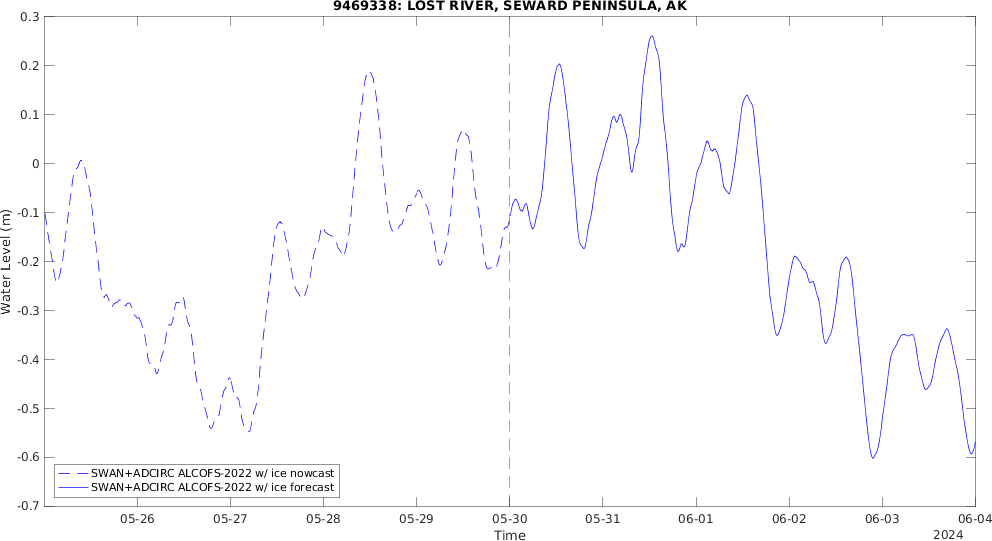 9469338: LOST RIVER, SEWARD PENINSULA, AK
0.3
0.2
0.1
0
-0.1
-0.2
-0.3
-0.4
-0.5
-0.6
-0.7
Water Level (m)
SWAN+ADCIRC ALCOFS-2022 w/ ice nowcast
SWAN+ADCIRC ALCOFS-2022 w/ ice forecast
05-26 05-27 05-28 05-29 05-30 05-31 06-01 06-02 06-03 06-04
Time
2024